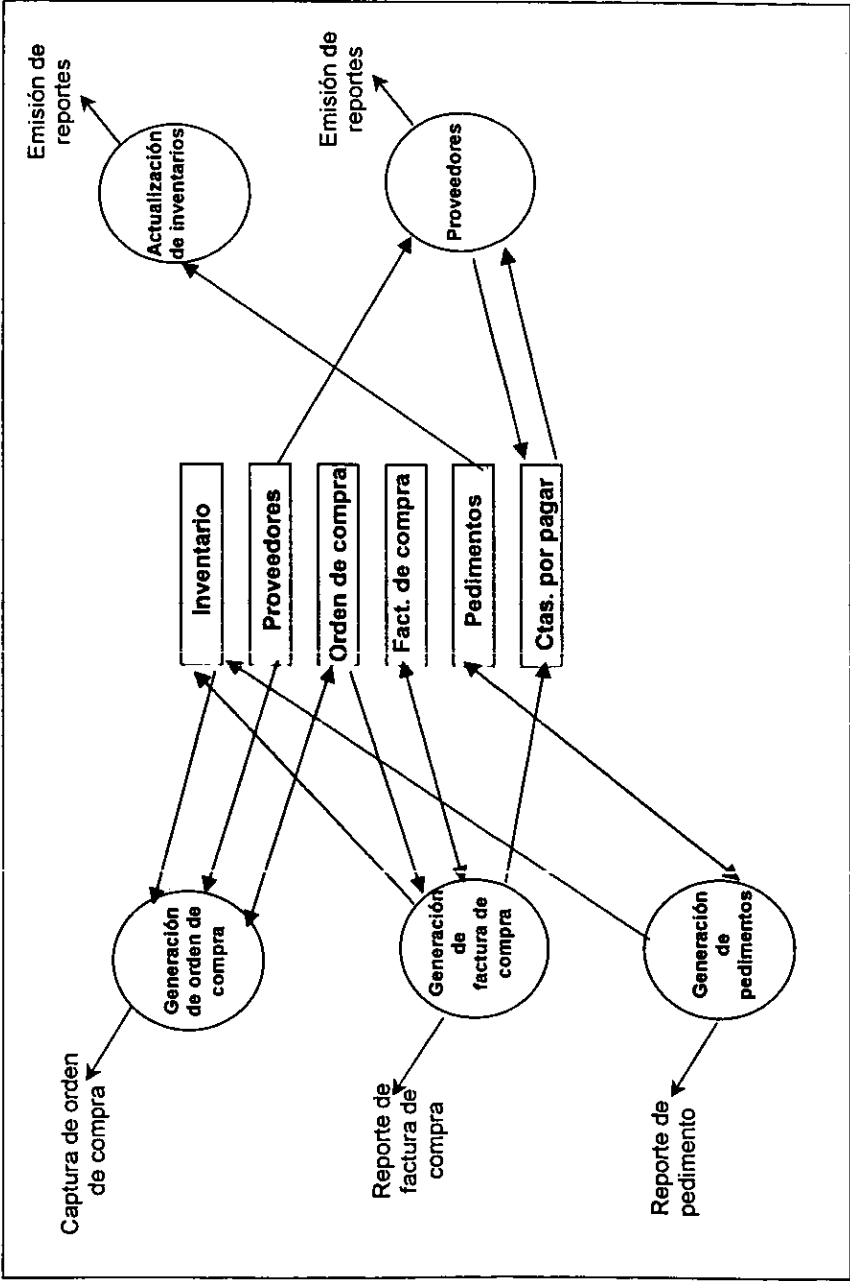 Captura de orden
de compra
Generación
de orden de
compra
Reporte de
factura de
compra
Generación
de
factura de
compra
Reporte de
pedimento
Generación
de
pedimentos
Inventario
Proveedores
Orden de compra
Fact. de compra
Pedimentos
Ctas. por pagar
Actualización
de inventarios
Emisión de
reportes
Proveedores
Emisión de
reportes